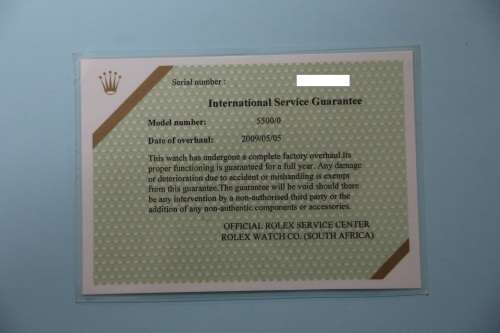 Serial number :
International Service Guarantee
Model number: 5500/0
Date of overhaul: 2009/05/05
This watch has undergone a complete factory overhaul.Its
proper functioning is guaranteed for a full year. Any damage
or deterioration due to accident or mishandling is exempt
from this guarantee.The guarantee will be void should there
be any intervention by a non-authorised third party or the
addition of any non-authentic components or accessories.
OFFICIAL ROLEX SERVICE CENTER
ROLEX WATCH CO. (SOUTH AFRICA)